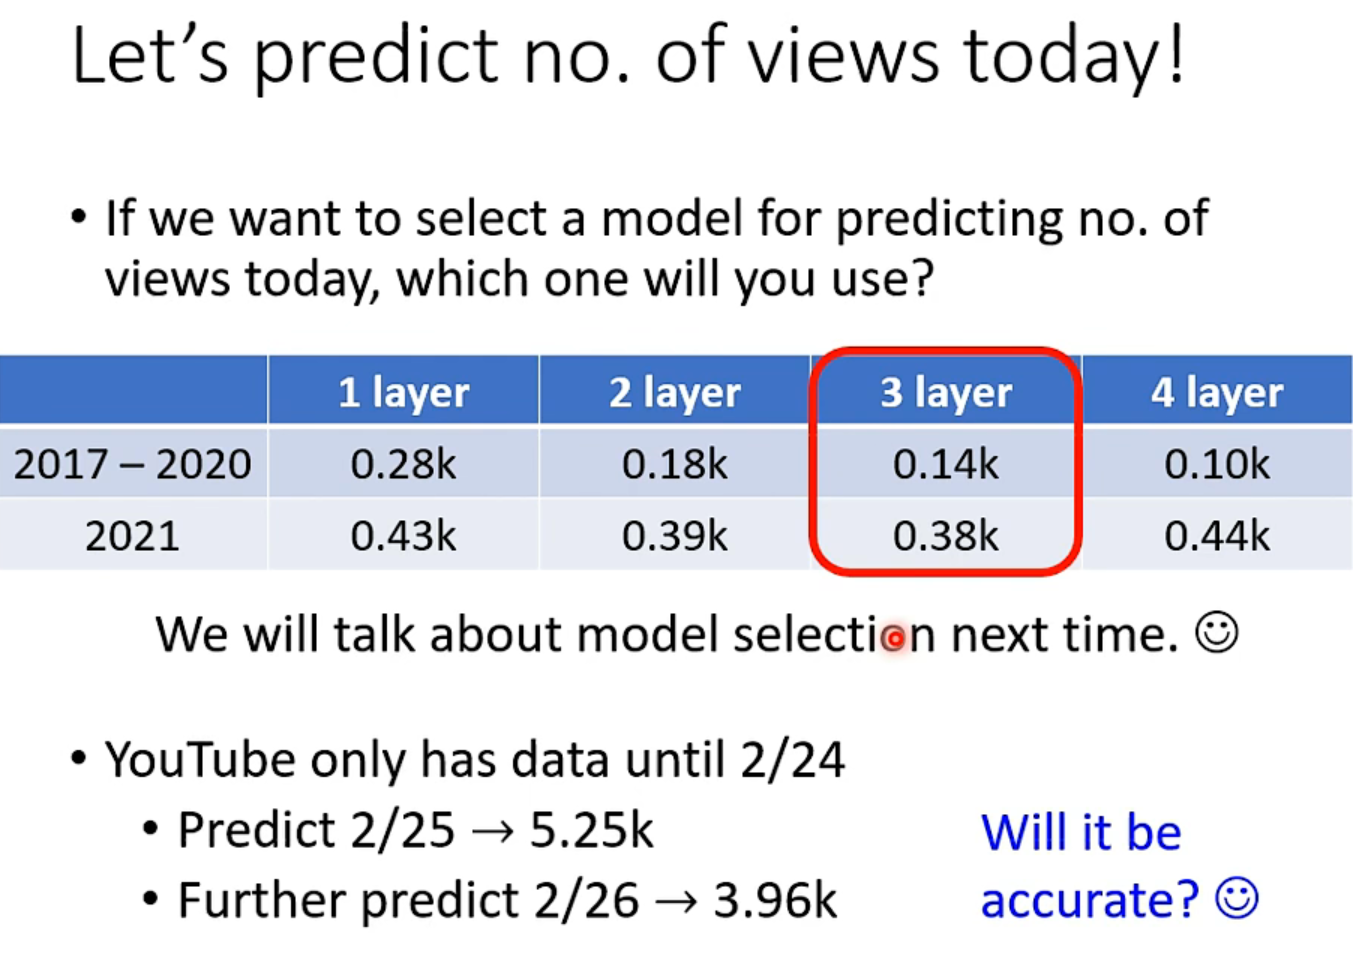 Let's predict no. of views today!
• If we want to select a model for predicting no. of
views today, which one will you use?
1 layer 2 layer 3 layer 4 layer
2017 – 2020 0.28k 0.18k 0.14k 0.10k
2021 0.43k 0.39k 0.38k 0.44k
We will talk about model selection next time. ☺
• YouTube only has data until 2/24
• Predict 2/25 → 5.25k
• Further predict 2/26 → 3.96k
Will it be
accurate? ☺